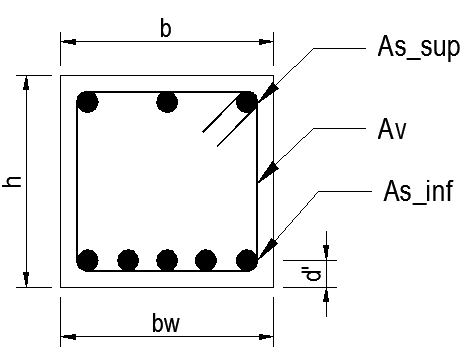 b
As_sup
Av
h
As_inf
d"
bw